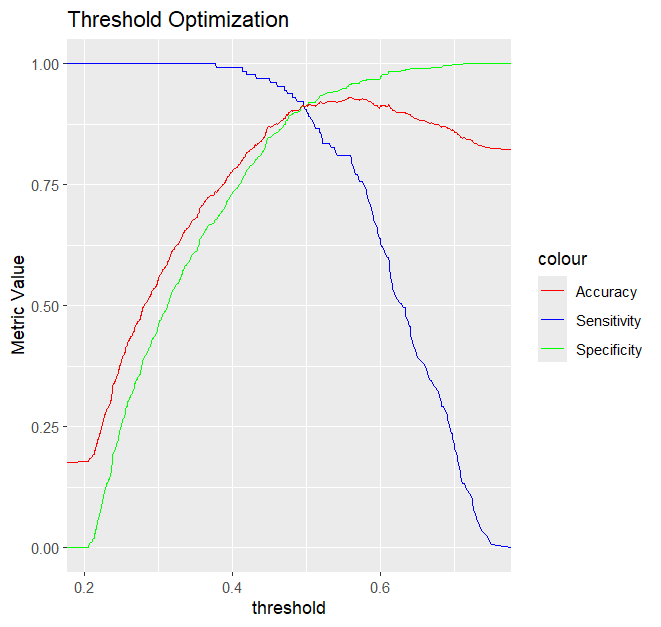 Threshold Optimization
Metric Value
1.00
0.75
0.50
0.25
0.00
0.2
0.4
0.6
threshold
colour
Accuracy
Sensitivity
Specificity